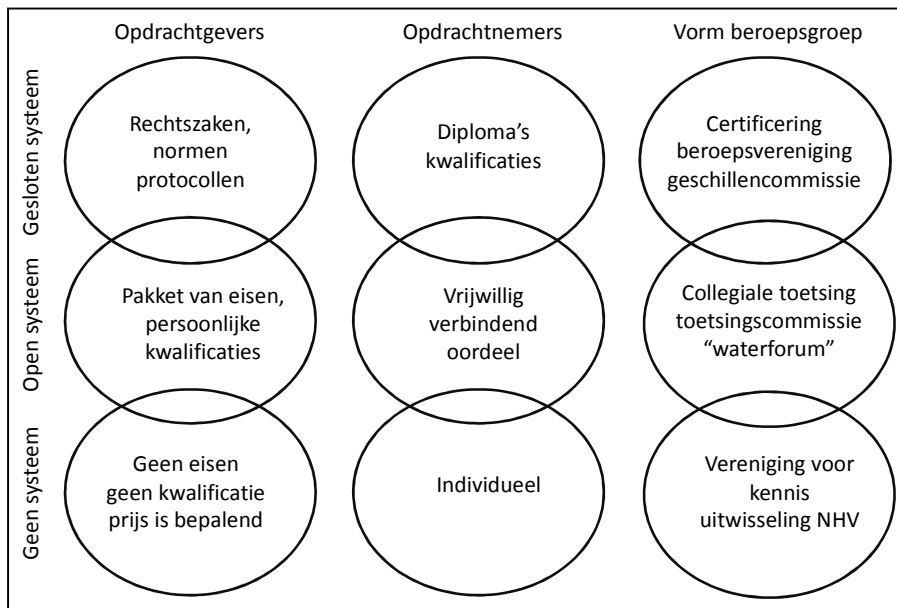 Opdrachtgevers
Opdrachtnemers
Vorm beroepsgroep
Gesloten systeem
Rechtszaken,
normen
protocollen
Diploma's
kwalificaties
Certificering
beroepsvereniging
geschillencommissie
Open systeem
Pakket van eisen,
persoonlijke
kwalificaties
Vrijwillig
verbindend
oordeel
Collegiale toetsing
toetsingscommissie
“waterforum”
Geen systeem
Geen eisen
geen kwalificatie
prijs is bepalend
Individueel
Vereniging voor
kennis
uitwisseling NHV